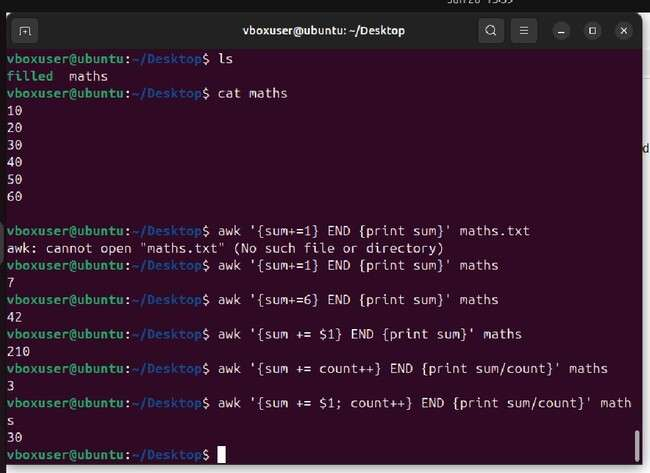 vboxuser@ubuntu: ~/Desktop
vboxuser@ubuntu:~/Desktop$ ls
filled  maths
vboxuser@ubuntu:~/Desktop$ cat maths
10
20
30
40
50
60
vboxuser@ubuntu:~/Desktop$ awk '{sum+=1} END {print sum}' maths.txt
awk: cannot open "maths.txt" (No such file or directory)
vboxuser@ubuntu:~/Desktop$ awk '{sum+=1} END {print sum}' maths
7
vboxuser@ubuntu:~/Desktop$ awk '{sum+=6} END {print sum}' maths
42
vboxuser@ubuntu:~/Desktop$ awk '{sum += $1} END {print sum}' maths
210
vboxuser@ubuntu:~/Desktop$ awk '{sum += count++} END {print sum/count}' maths
3
vboxuser@ubuntu:~/Desktop$ awk '{sum += $1; count++} END {print sum/count}' math
s
30
vboxuser@ubuntu:~/Desktop$